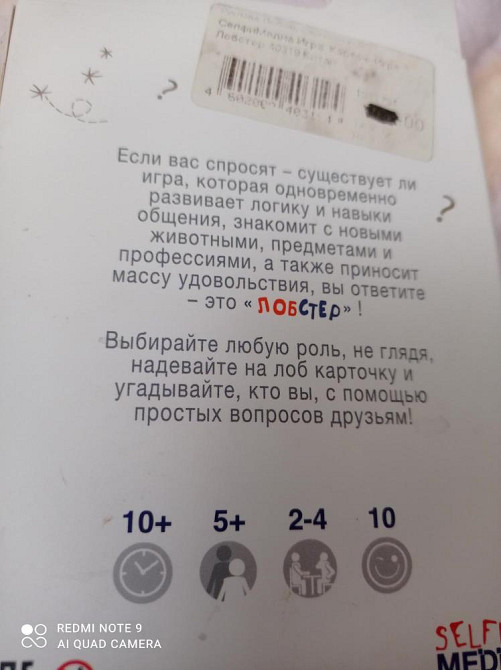 ?
Если вас спросят – существует ли
игра, которая одновременно
развивает логику и навыки
общения, знакомит с новыми
животными, предметами и
профессиями, а также приносит
массу удовольствия, вы ответите
– это «ЛОБСТЕР» !
?
Выбирайте любую роль, не глядя,
надевайте на лоб карточку и
угадывайте, кто вы, с помощью
простых вопросов друзьям!
10+ 5+ 2-4 10
SELFI
MED
REDMI NOTE 9
AI QUAD CAMERA